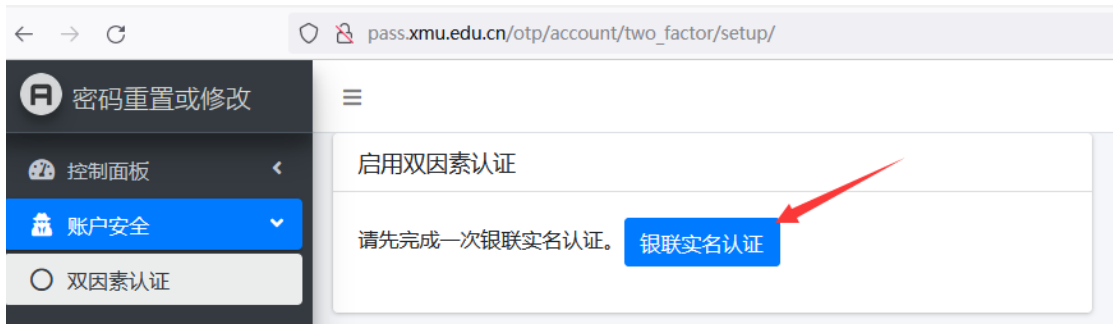 pass.xmu.edu.cn/otp/account/two_factor/setup/
密码重置或修改
控制面板
账户安全
双因素认证
启用双因素认证
请先完成一次银联实名认证。 银联实名认证